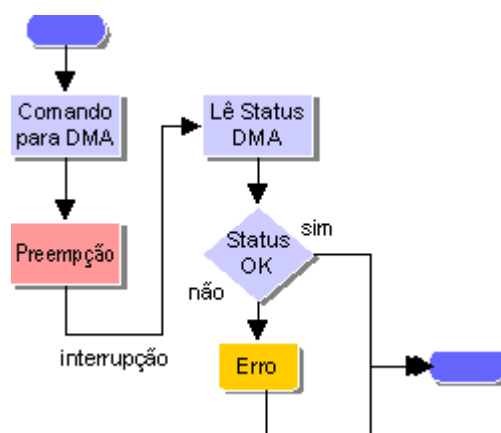 Comando
para DMA
Preempção
interrupção
Lê Status
DMA
Status
OK
sim
não
Erro